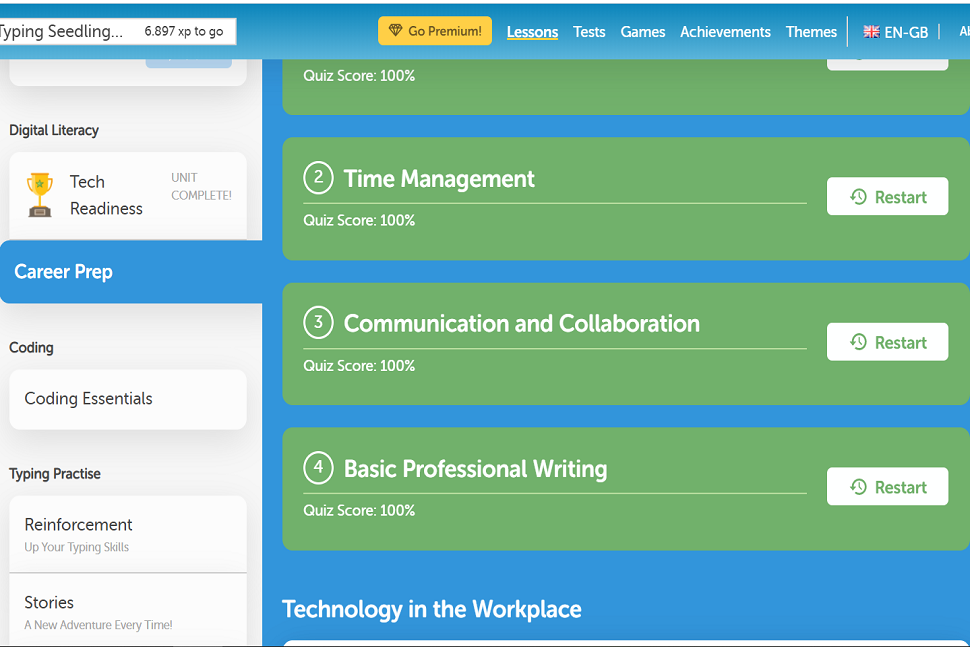 Typing Seedling... 6.897 xp to go
Go Premium! Lessons Tests Games Achievements Themes EN-GB
Digital Literacy
Tech Readiness
UNIT COMPLETE!
Career Prep
Coding
Coding Essentials
Typing Practise
Reinforcement
Up Your Typing Skills
Stories
A New Adventure Every Time!
Quiz Score: 100%
2 Time Management
Quiz Score: 100%
Restart
3 Communication and Collaboration
Quiz Score: 100%
Restart
4 Basic Professional Writing
Quiz Score: 100%
Restart
Technology in the Workplace